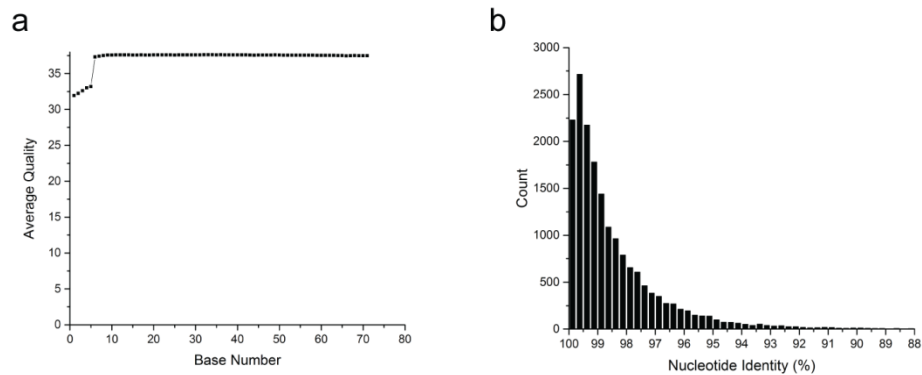 a
35
30
25
20
15
10
5
0
Average Quality
0 10 20 30 40 50 60 70 80
Base Number
b
3000
2500
2000
1500
1000
500
0
Count
100 99 98 97 96 95 94 93 92 91 90 89 88
Nucleotide Identity (%)